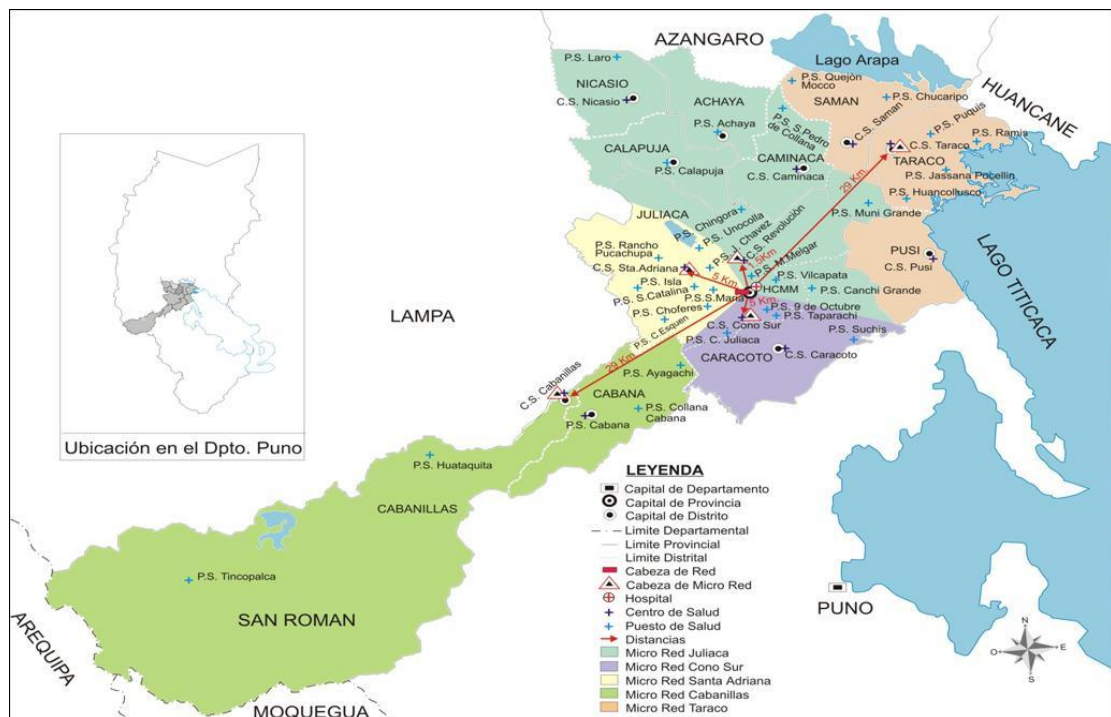 AZANGARO
Lago Arapa
HUANCANE
P.S. Laro
NICASIO
C.S. Nicasio
ACHAYA
P.S. Achaya
P.S. S.Pedro
de Collana
P.S. Quejòn
Mocco
SAMAN
P.S. Chucaripo
C.S. Saman
P.S. Puquis
P.S. Ramis
C.S. Taraco
TARACO
P.S. Jassana Pocellin
P.S. Huancollusco
CALAPUJA
P.S. Calapuja
CAMINACA
C.S. Caminaca
29 Km
P.S. Muni Grande
PUSI
C.S. Pusi
LAGO TITICACA
JULIACA
P.S. Chingora
P.S. Unocolla
P.S. J. Chavez
C.S. Revoluciòn
P.S. M.Melgar
5Km
P.S. Rancho
Pucachupa
C.S. Sta.Adriana
P.S. Isla
P.S. S.Catalina
5 Km
P.S.S.Maria
P.S. Choferes
P.S. C.Esquen
HCMM
P.S. Vilcapata
P.S. Canchi Grande
5 Km
P.S. 9 de Octubre
P.S. Taparachi
P.S. Suchis
C.S. Cono Sur
P.S. C. Juliaca
CARACOTO
C.S. Caracoto
LAMPA
29 Km
P.S. Ayagachi
C.S. Cabanillas
CABANA
P.S. Collana
Cabana
P.S. Cabana
P.S. Huataquita
CABANILLAS
P.S. Tincopalca
SAN ROMAN
AREQUIPA
MOQUEGUA
PUNO
Ubicación en el Dpto. Puno
LEYENDA
Capital de Departamento
Capital de Provincia
Capital de Distrito
Limite Departamental
Limite Provincial
Limite Distrital
Cabeza de Red
Cabeza de Micro Red
Hospital
Centro de Salud
Puesto de Salud
Distancias
Micro Red Juliaca
Micro Red Cono Sur
Micro Red Santa Adriana
Micro Red Cabanillas
Micro Red Taraco
N
O
E
S